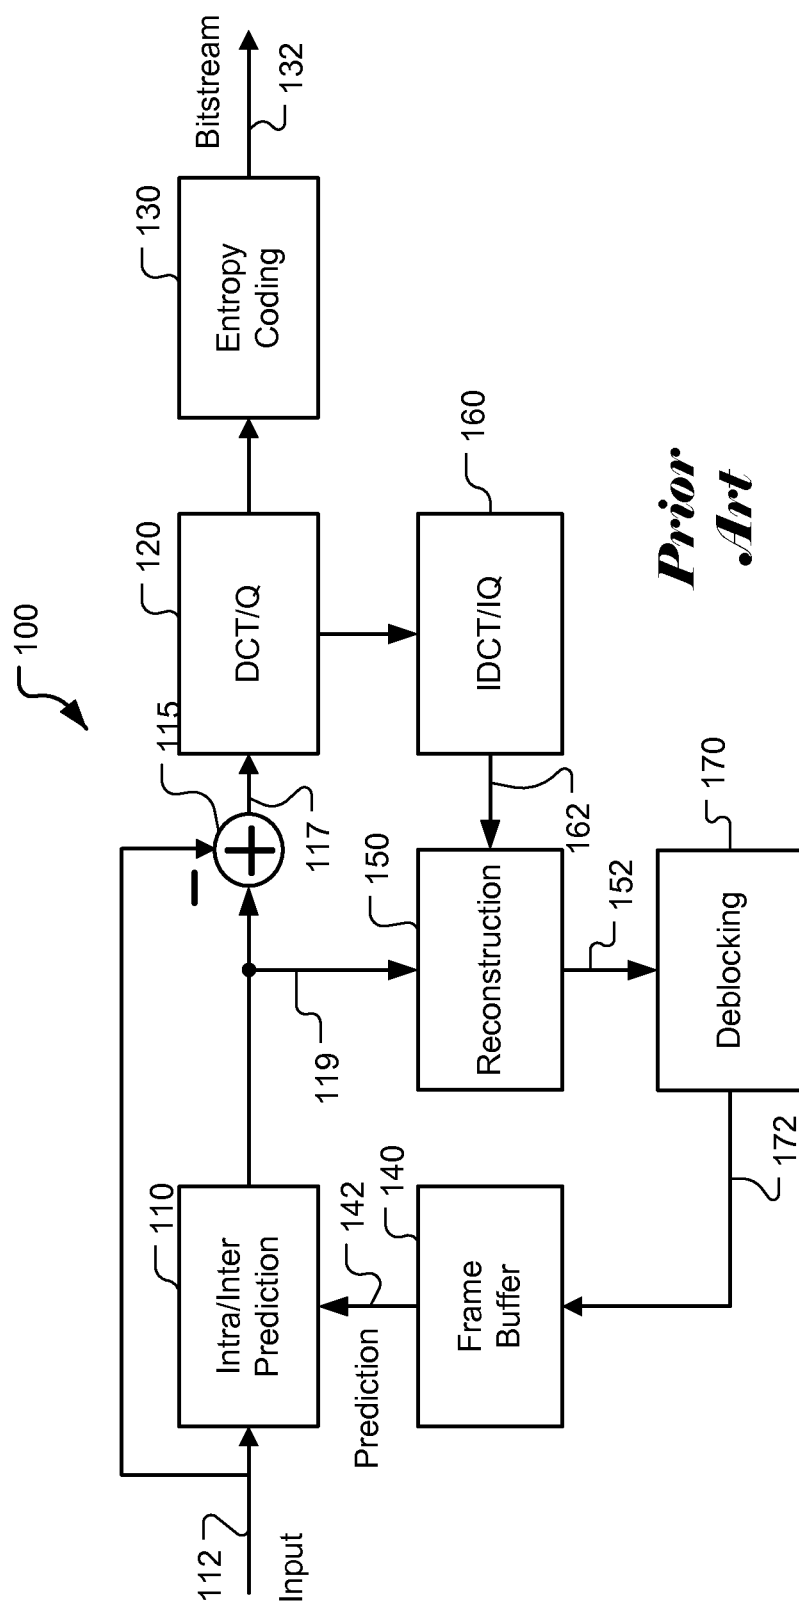 100
112
Input
110
Intra/Inter
Prediction
115
117
119
120
DCT/Q
130
Entropy
Coding
Bitstream
132
Prediction
142
140
Frame
Buffer
150
Reconstruction
162
160
IDCT/IQ
152
170
Deblocking
172
Prior
Art